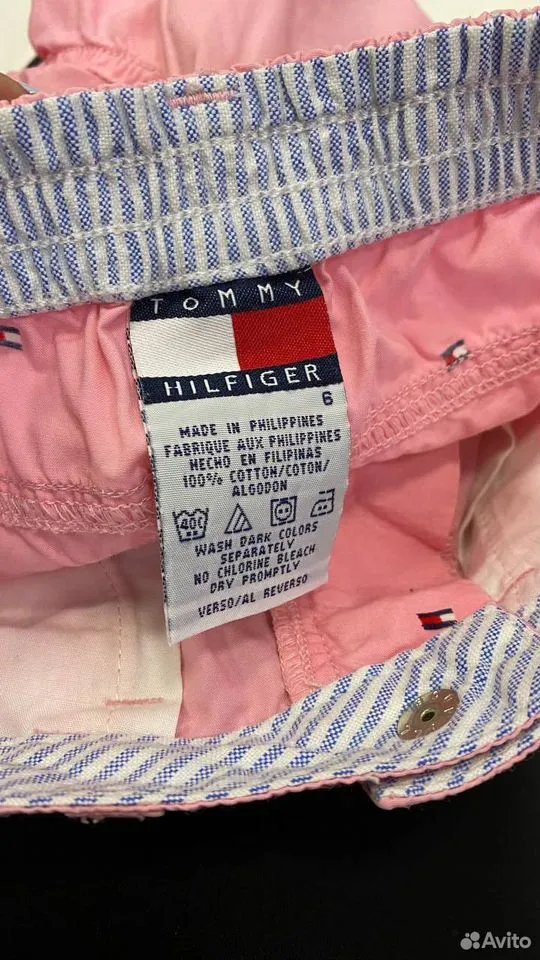 TOMMY
HILFIGER
6
MADE IN PHILIPPINES
FABRIQUE AUX PHILIPPINES
HECHO EN FILIPINAS
100% COTTON/COTON/
ALGODON
40C
WASH DARK COLORS
SEPARATELY
NO CHLORINE BLEACH
DRY PROMPTLY
VERSO/AL REVERSO
Avito